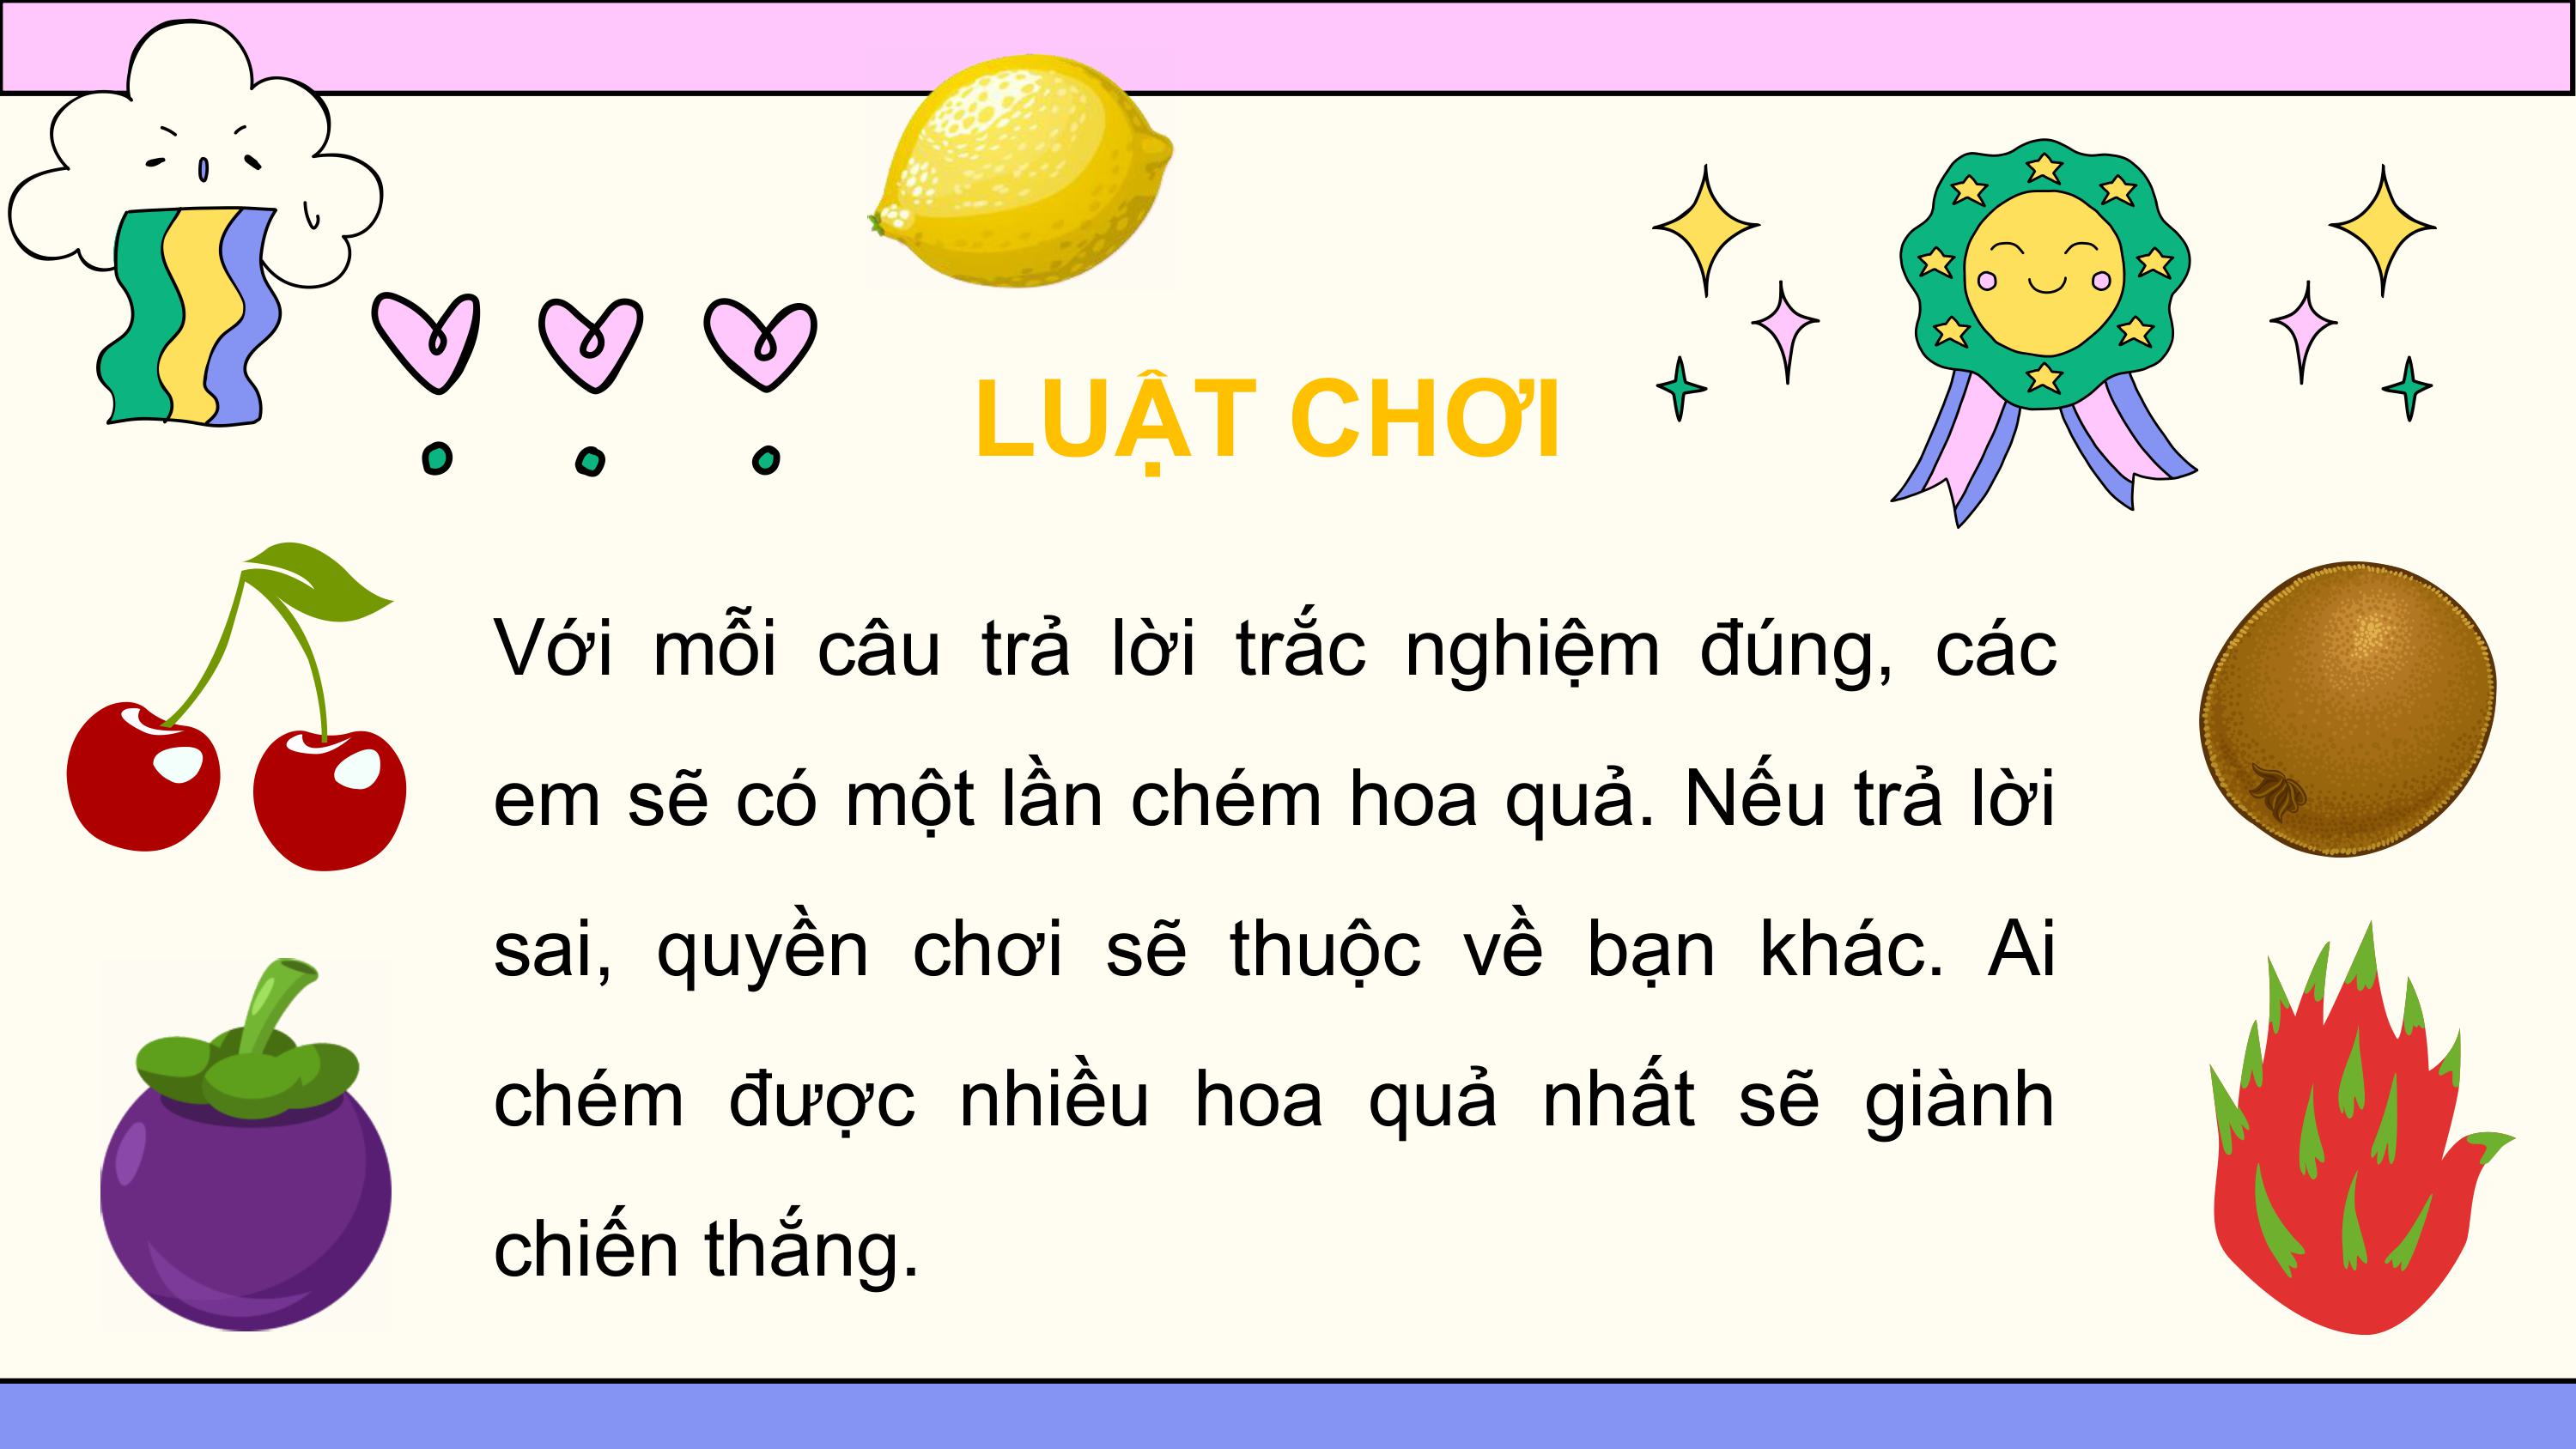 LUẬT CHƠI
Với mỗi câu trả lời trắc nghiệm đúng, các
em sẽ có một lần chém hoa quả. Nếu trả lời
sai, quyền chơi sẽ thuộc về bạn khác. Ai
chém được nhiều hoa quả nhất sẽ giành
chiến thắng.